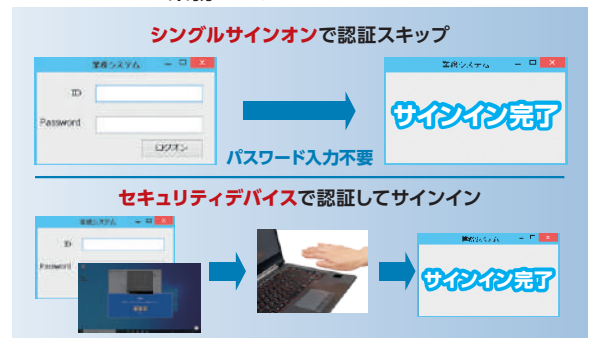 シングルサインオンで認証スキップ
業務システム
ID
Password
ログオン
パスワード入力不要
業務システム
サインイン完了
セキュリティデバイスで認証してサインイン
業務システム
ID
Password
業務システム
サインイン完了